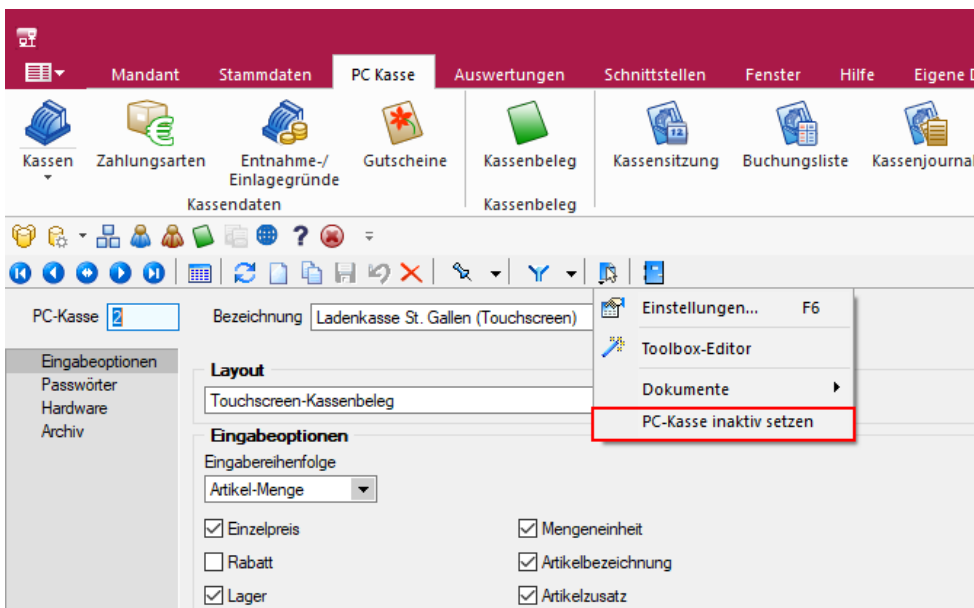 Mandant Stammdaten PC Kasse Auswertungen Schnittstellen Fenster Hilfe Eigene D
Kassen Zahlungsarten Entnahme-/ Gutscheine Kassenbeleg Kassensitzung Buchungsliste Kassenjournal
Einlagegründe
Kassendaten Kassenbeleg
PC-Kasse 2 Bezeichnung Ladenkasse St. Gallen (Touchscreen)
Einstellungen... F6
Toolbox-Editor
Dokumente
PC-Kasse inaktiv setzen
Eingabeoptionen
Passwörter
Hardware
Archiv
Layout
Touchscreen-Kassenbeleg
Eingabeoptionen
Eingabereihenfolge
Artikel-Menge
Einzelpreis Mengeneinheit
Rabatt Artikelbezeichnung
Lager Artikelzusatz